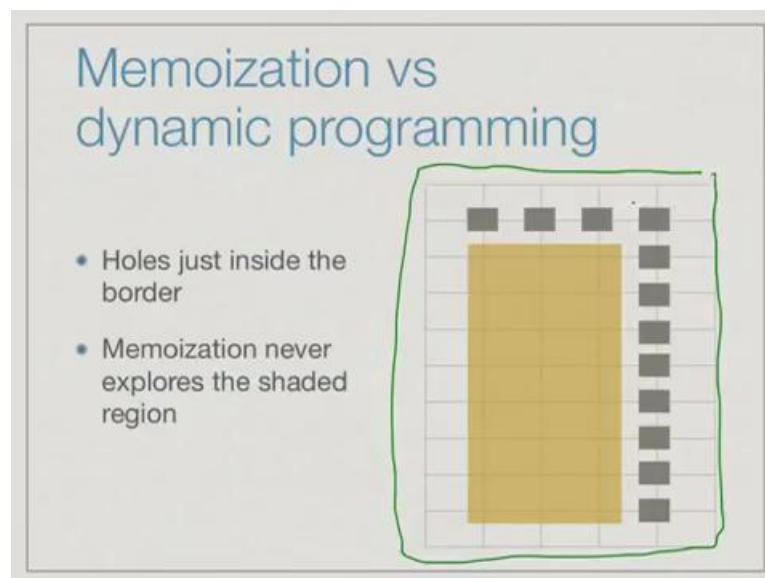 Memoization vs
dynamic programming
• Holes just inside the
border
• Memoization never
explores the shaded
region